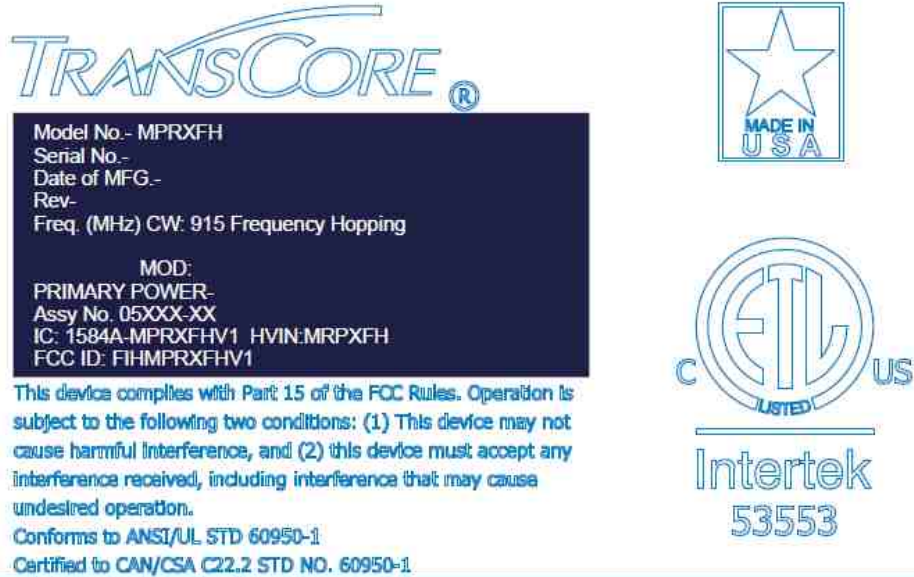 TRANSCORE ®
Model No.- MPRXFH
Serial No.-
Date of MFG.-
Rev-
Freq. (MHz) CW: 915 Frequency Hopping
MOD:
PRIMARY POWER-
Assy No. 05XXX-XX
IC: 1584A-MPRXFHV1 HVIN:MRPXFH
FCC ID: FIHMPRXFHV1
This device complies with Part 15 of the FCC Rules. Operation is
subject to the following two conditions: (1) This device may not
cause harmful interference, and (2) this device must accept any
interference received, including interference that may cause
undesired operation.
Conforms to ANSI/UL STD 60950-1
Certified to CAN/CSA C22.2 STD NO. 60950-1
MADE IN
USA
ETL
C US
LISTED
Intertek
53553